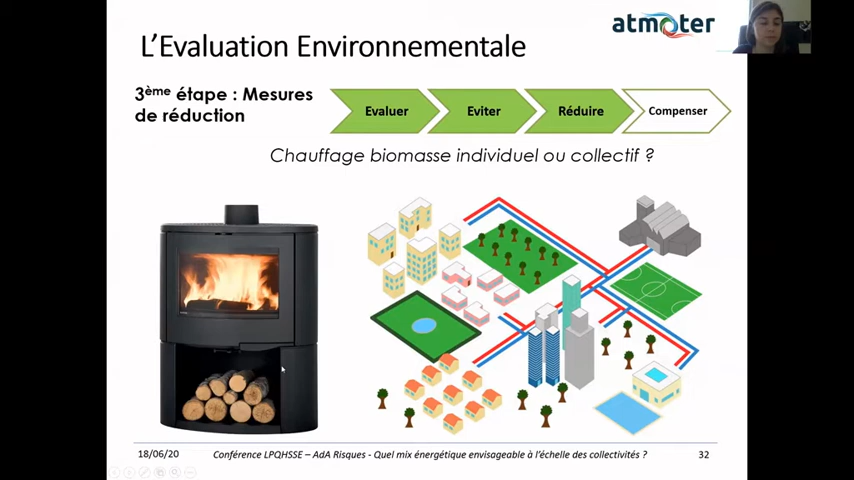 atmoter
L'Evaluation Environnementale
3ème étape : Mesures
de réduction
Evaluer
Eviter
Réduire
Compenser
Chauffage biomasse individuel ou collectif ?
18/06/20
Conférence LPQHSSE – AdA Risques - Quel mix énergétique envisageable à l'échelle des collectivités ?
32